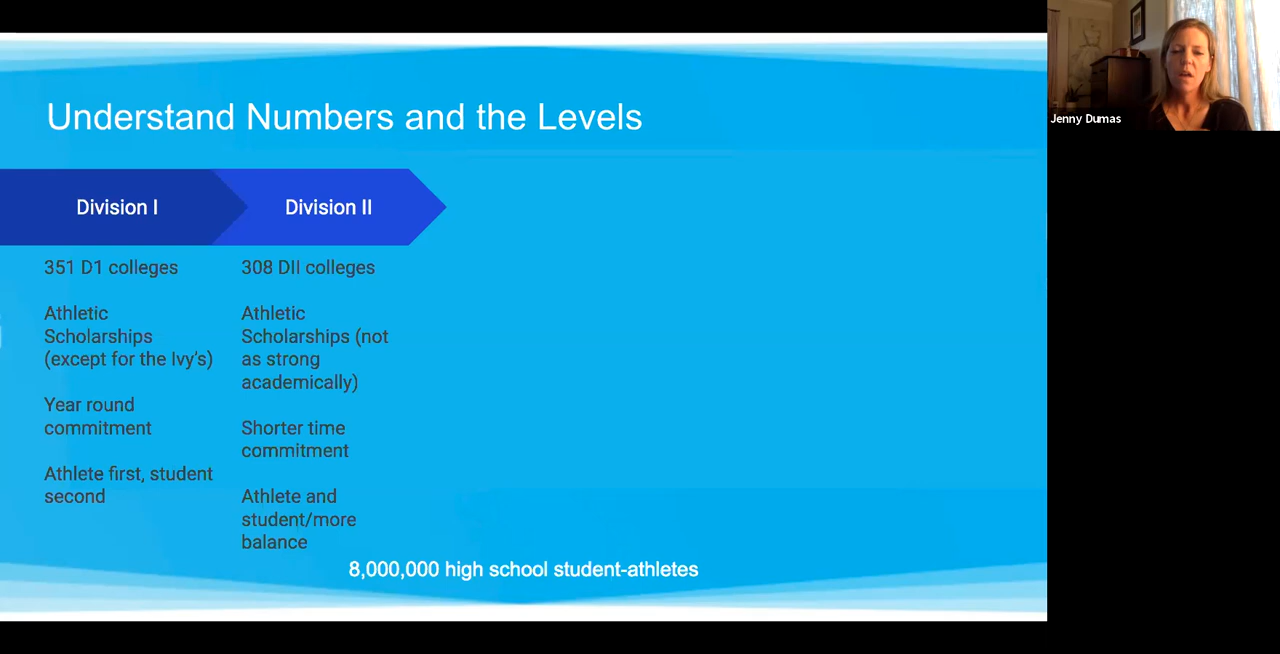 Understand Numbers and the Levels
Division I
Division II
351 D1 colleges
Athletic
Scholarships
(except for the Ivy's)
Year round
commitment
Athlete first, student
second
308 DII colleges
Athletic
Scholarships (not
as strong
academically)
Shorter time
commitment
Athlete and
student/more
balance
8,000,000 high school student-athletes
Jenny Dumas